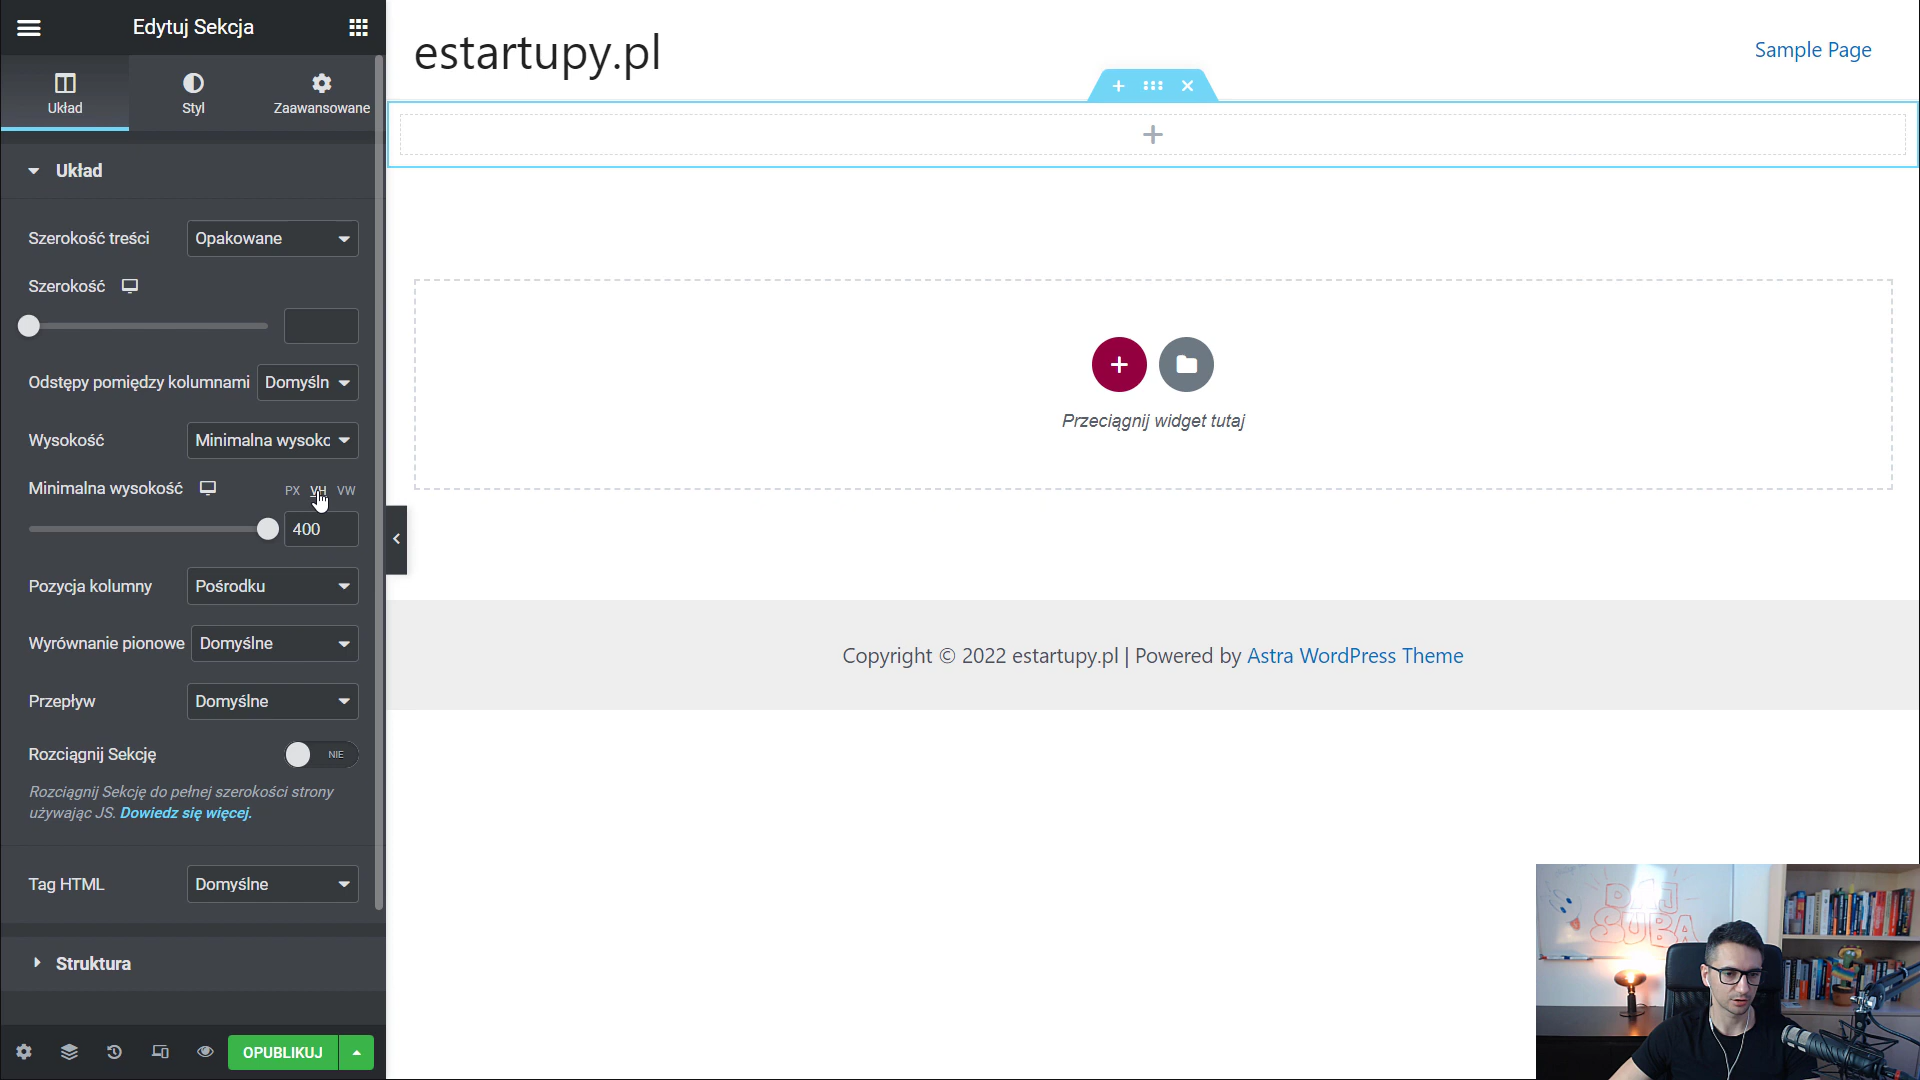 Edytuj Sekcja
Układ
Styl
Zaawansowane
Układ
Szerokość treści
Opakowane
Szerokość
Odstępy pomiędzy kolumnami
Domyśln
Wysokość
Minimalna wysokc
Minimalna wysokość
PX VH VW
400
Pozycja kolumny
Pośrodku
Wyrównanie pionowe
Domyślne
Przepływ
Domyślne
Rozciągnij Sekcję
NIE
Rozciągnij Sekcję do pełnej szerokości strony
używając JS. Dowiedz się więcej.
Tag HTML
Domyślne
Struktura
OPUBLIKUJ
estartupy.pl
Sample Page
Przeciągnij widget tutaj
Copyright © 2022 estartupy.pl | Powered by Astra WordPress Theme
DAJ
SUBA